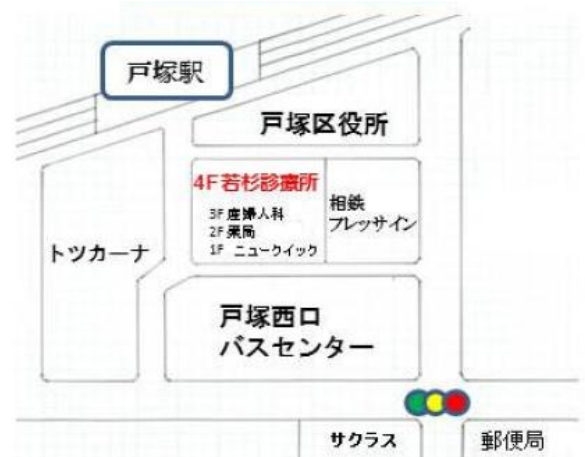 戸塚駅
戸塚区役所
4F若杉診療所
3F産婦人科
2F薬局
1F ニュークイック
相鉄
フレッサイン
トツカーナ
戸塚西口
バスセンター
サクラス
郵便局